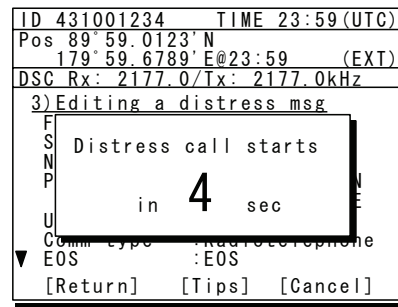 ID 431001234 TIME 23:59(UTC)
Pos 89°59.0123'N
179°59.6789'E@23:59 (EXT)
DSC Rx: 2177.0/Tx: 2177.0kHz
3)Editing a distress msg
F
S
Distress call starts
N
P
N
in 4 sec
E
U
Comm type :Radiotelephone
▼ EOS :EOS
[Return] [Tips] [Cancel]